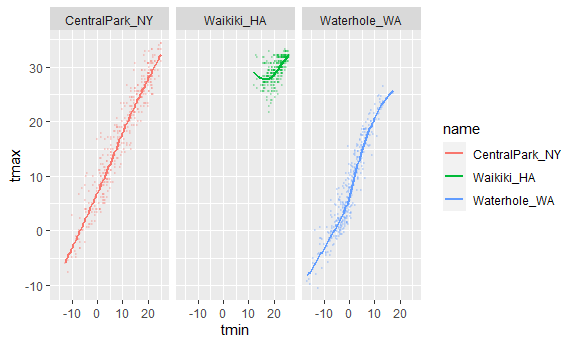 CentralPark_NY Waikiki_HA Waterhole_WA
30
20
10
0
-10
tmax
-10 0 10 20 -10 0 10 20 -10 0 10 20
tmin
name
CentralPark_NY
Waikiki_HA
Waterhole_WA